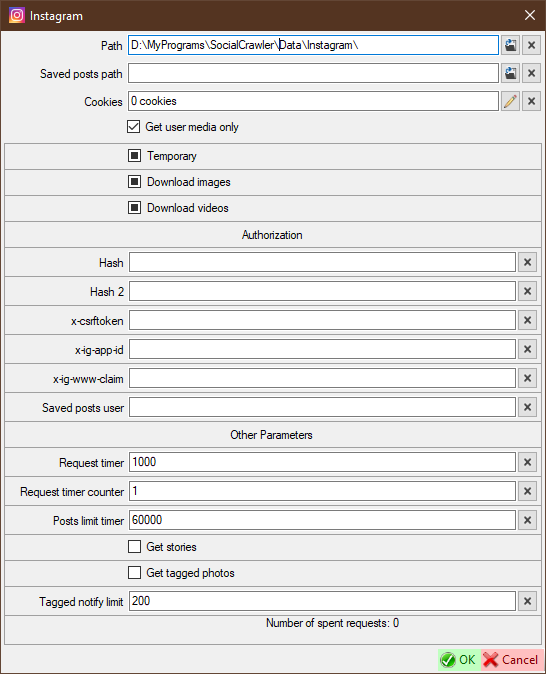 Instagram
Path D:\MyPrograms\SocialCrawler\Data\Instagram\
Saved posts path
Cookies 0 cookies
Get user media only
Temporary
Download images
Download videos
Authorization
Hash
Hash 2
x-csrftoken
x-ig-app-id
x-ig-www-claim
Saved posts user
Other Parameters
Request timer 1000
Request timer counter 1
Posts limit timer 60000
Get stories
Get tagged photos
Tagged notify limit 200
Number of spent requests: 0
OK Cancel